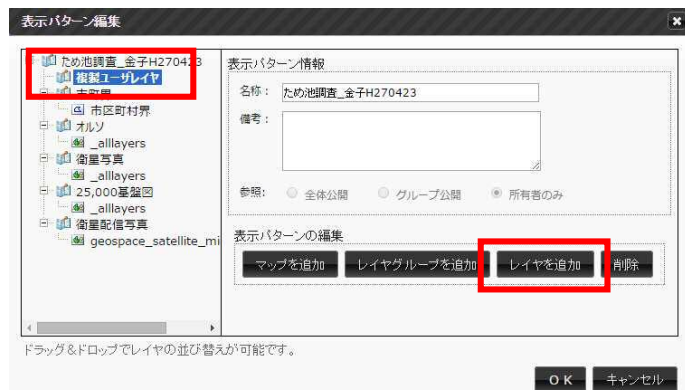 表示パターン編集
ため池調査_金子H270423
複製ユーザレイヤ
市町界
市区町村界
オルソ
_alllayers
衛星写真
_alllayers
25,000基盤図
_alllayers
衛星配信写真
geospace_satellite_mi
表示パターン情報
名称： ため池調査_金子H270423
備考：
参照： 全体公開 グループ公開 所有者のみ
表示パターンの編集
マップを追加 レイヤグループを追加 レイヤを追加 削除
ドラッグ＆ドロップでレイヤの並び替えが可能です。
ＯＫ キャンセル